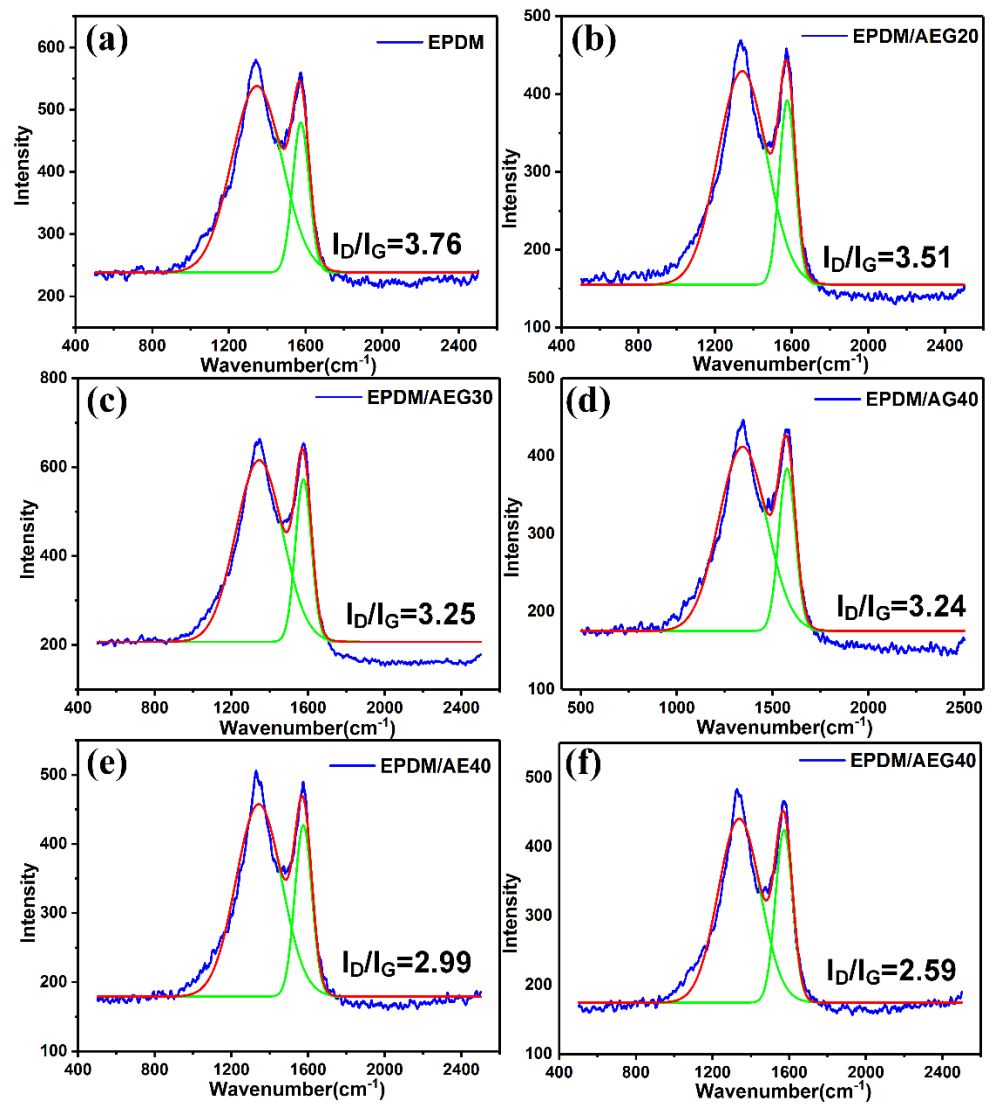 (a)
EPDM
600
500
400
300
200
Intensity
I_D/I_G=3.76
400 800 1200 1600 2000 2400
Wavenumber(cm⁻¹)
(b)
EPDM/AEG20
500
400
300
200
100
Intensity
I_D/I_G=3.51
400 800 1200 1600 2000 2400
Wavenumber(cm⁻¹)
(c)
EPDM/AEG30
800
600
400
200
Intensity
I_D/I_G=3.25
400 800 1200 1600 2000 2400
Wavenumber(cm⁻¹)
(d)
EPDM/AG40
500
400
300
200
100
Intensity
I_D/I_G=3.24
500 1000 1500 2000 2500
Wavenumber(cm⁻¹)
(e)
EPDM/AE40
500
400
300
200
100
Intensity
I_D/I_G=2.99
400 800 1200 1600 2000 2400
Wavenumber(cm⁻¹)
(f)
EPDM/AEG40
500
400
300
200
100
Intensity
I_D/I_G=2.59
400 800 1200 1600 2000 2400
Wavenumber(cm⁻¹)